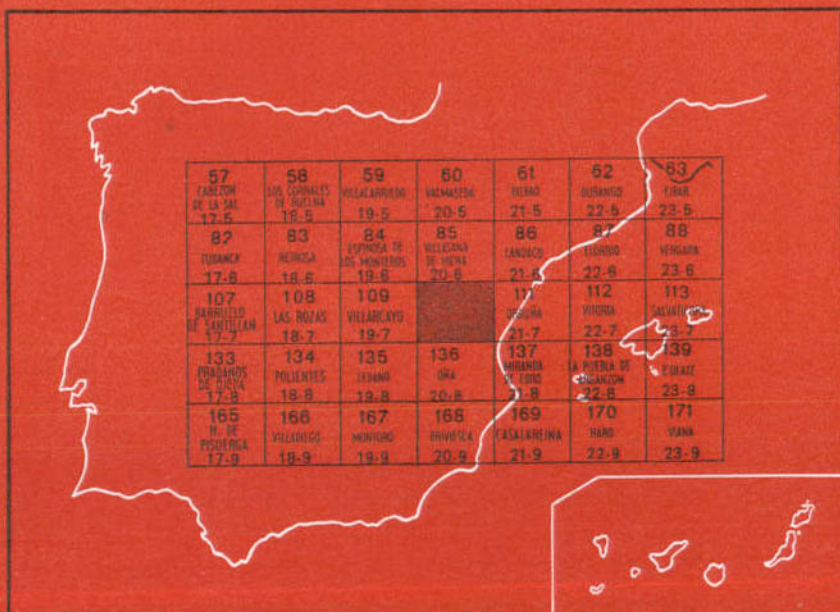 57 58 59 60 61 62 63
CABEZON LOS CORRALES VILLACARRIEDO VALMASEDA BILBAO DURANGO EIBAR
DE LA SAL DE BUELNA
17-5 18-5 19-5 20-5 21-5 22-5 23-5
82 83 84 85 86 87 88
TUDANCA REINOSA ESPINOSA DE VILLASANA LANDACO ELORRIO VERGARA
LOS MONTEROS DE MENA
17-6 18-6 19-6 20-6 21-6 22-6 23-6
107 108 109 111 112 113
BARRUELO LAS ROZAS VILLARCAYO ORDUÑA VITORIA SALVATIERRA
DE SANTILLAN
17-7 18-7 19-7 21-7 22-7 23-7
133 134 135 136 137 138 139
PRADANOS POLIENTES SEDANO OÑA MIRANDA LA PUEBLA DE EULATE
DE OJEDA DE EBRO ARGANZON
17-8 18-8 19-8 20-8 21-8 22-8 23-8
165 166 167 168 169 170 171
H. DE VILLADIEGO MONTORIO BRIVIESCA CASALAREINA HARO VIANA
PISUERGA
17-9 18-9 19-9 20-9 21-9 22-9 23-9